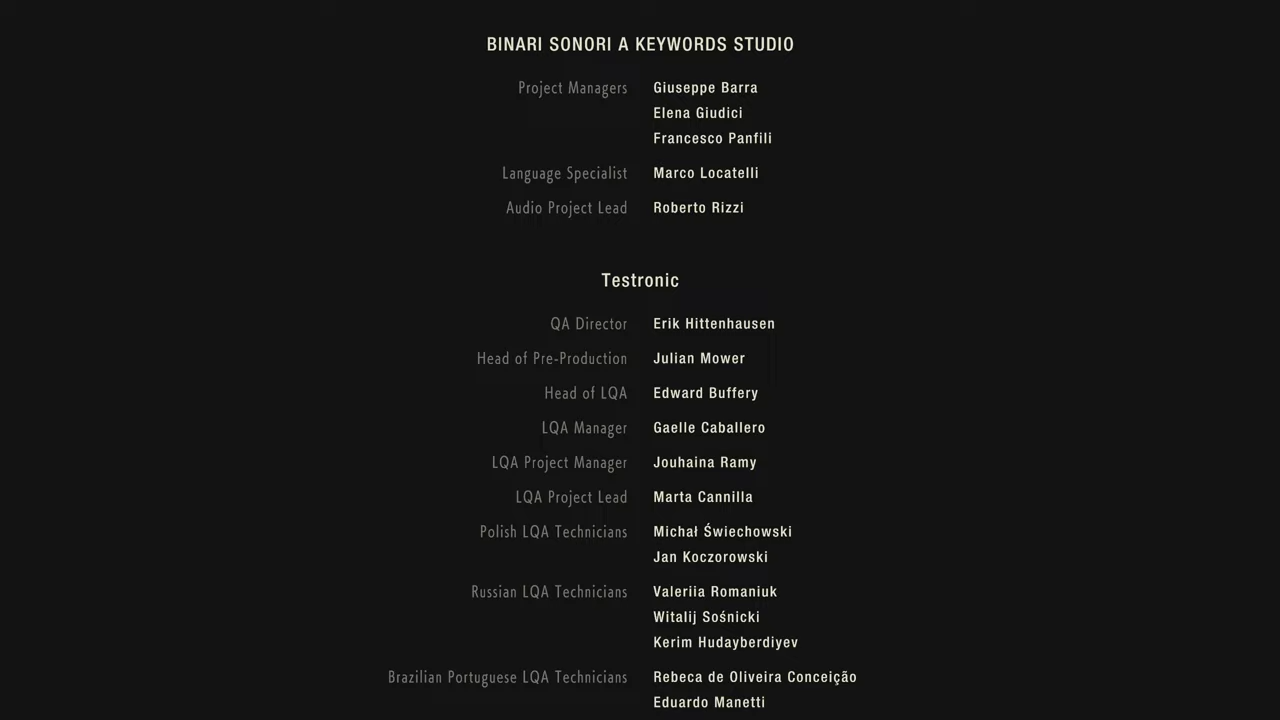 BINARI SONORI A KEYWORDS STUDIO
Project Managers Giuseppe Barra
Elena Giudici
Francesco Panfili
Language Specialist Marco Locatelli
Audio Project Lead Roberto Rizzi
Testronic
QA Director Erik Hittenhausen
Head of Pre-Production Julian Mower
Head of LQA Edward Buffery
LQA Manager Gaelle Caballero
LQA Project Manager Jouhaina Ramy
LQA Project Lead Marta Cannilla
Polish LQA Technicians Michał Świechowski
Jan Koczorowski
Russian LQA Technicians Valeriia Romaniuk
Witalij Sośnicki
Kerim Hudayberdiyev
Brazilian Portuguese LQA Technicians Rebeca de Oliveira Conceição
Eduardo Manetti